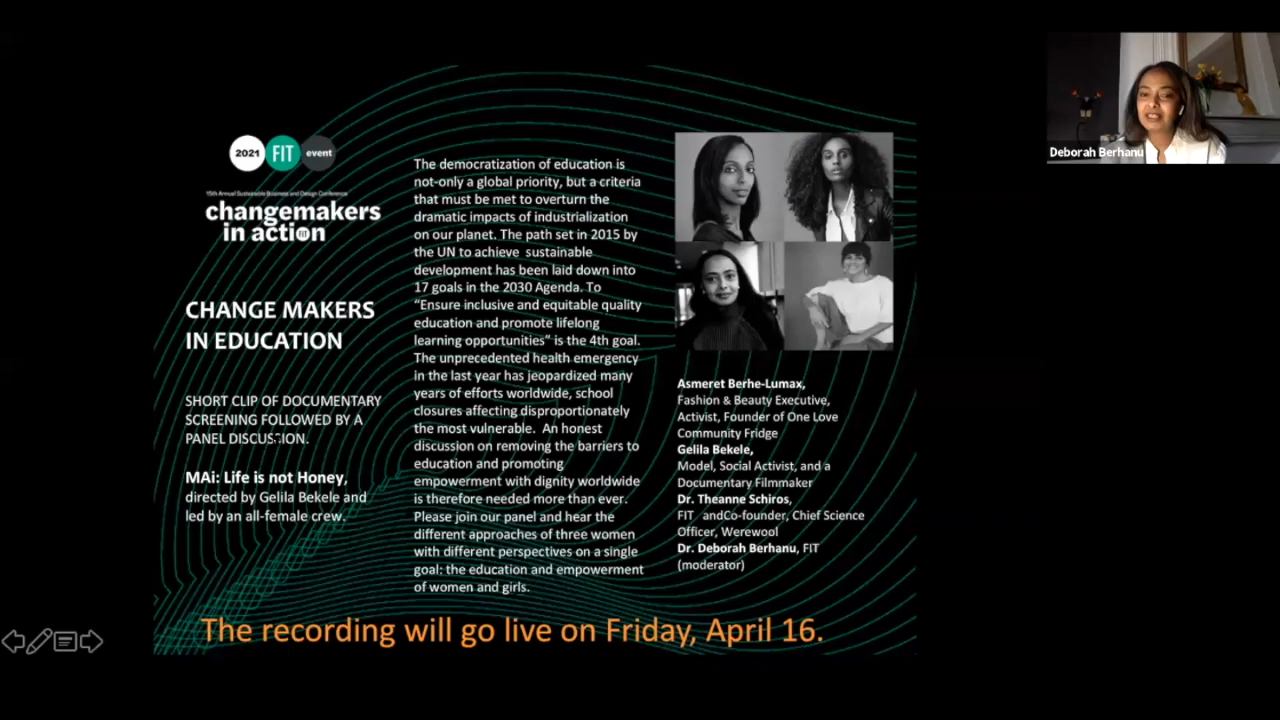 2021 FIT event
15th Annual Sustainable Business and Design Conference
changemakers
in action
CHANGE MAKERS
IN EDUCATION
SHORT CLIP OF DOCUMENTARY
SCREENING FOLLOWED BY A
PANEL DISCUSSION.
MAi: Life is not Honey,
directed by Gelila Bekele and
led by an all-female crew.
The democratization of education is
not-only a global priority, but a criteria
that must be met to overturn the
dramatic impacts of industrialization
on our planet. The path set in 2015 by
the UN to achieve sustainable
development has been laid down into
17 goals in the 2030 Agenda. To
“Ensure inclusive and equitable quality
education and promote lifelong
learning opportunities” is the 4th goal.
The unprecedented health emergency
in the last year has jeopardized many
years of efforts worldwide, school
closures affecting disproportionately
the most vulnerable. An honest
discussion on removing the barriers to
education and promoting
empowerment with dignity worldwide
is therefore needed more than ever.
Please join our panel and hear the
different approaches of three women
with different perspectives on a single
goal: the education and empowerment
of women and girls.
Asmeret Berhe-Lumax,
Fashion & Beauty Executive,
Activist, Founder of One Love
Community Fridge
Gelila Bekele,
Model, Social Activist, and a
Documentary Filmmaker
Dr. Theanne Schiros,
FIT andCo-founder, Chief Science
Officer, Werewool
Dr. Deborah Berhanu, FIT
(moderator)
The recording will go live on Friday, April 16.
Deborah Berhanu